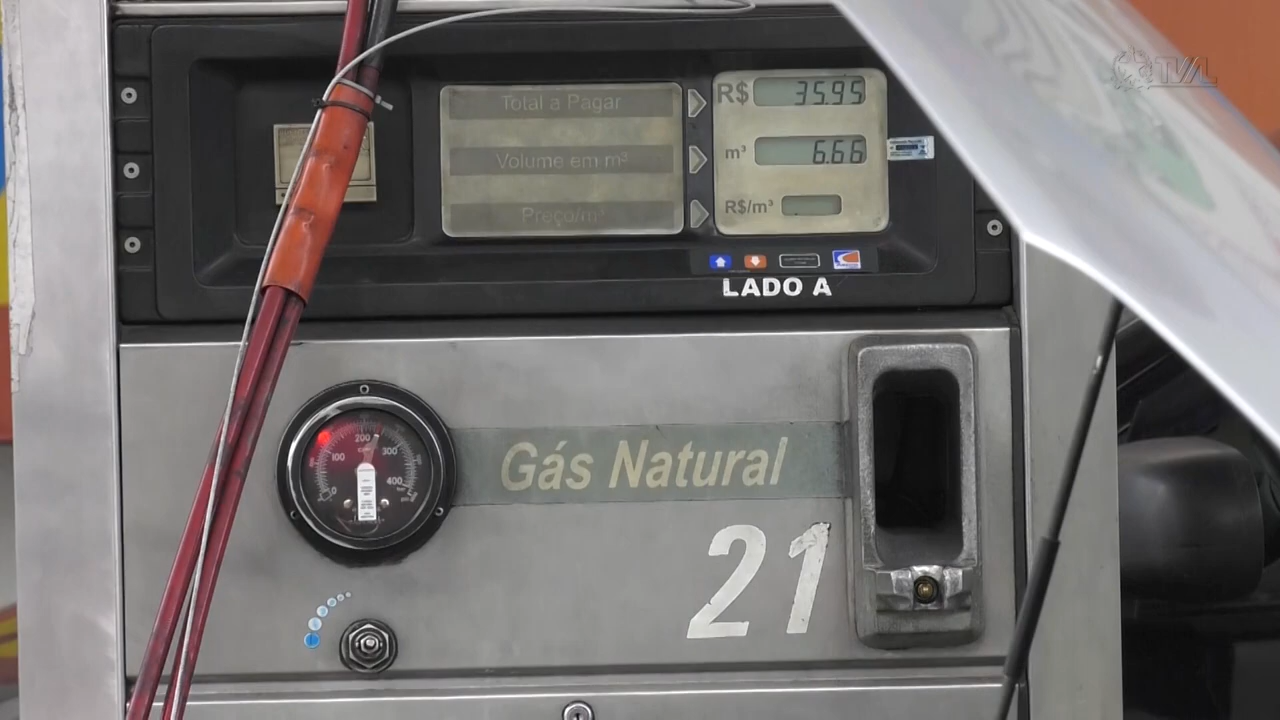 TVAL
Total a Pagar
R$ 35.95
Volume em m³
m³ 6.66
Preço/m³
R$/m³
LADO A
200
100
300
0
400
Gás Natural
21